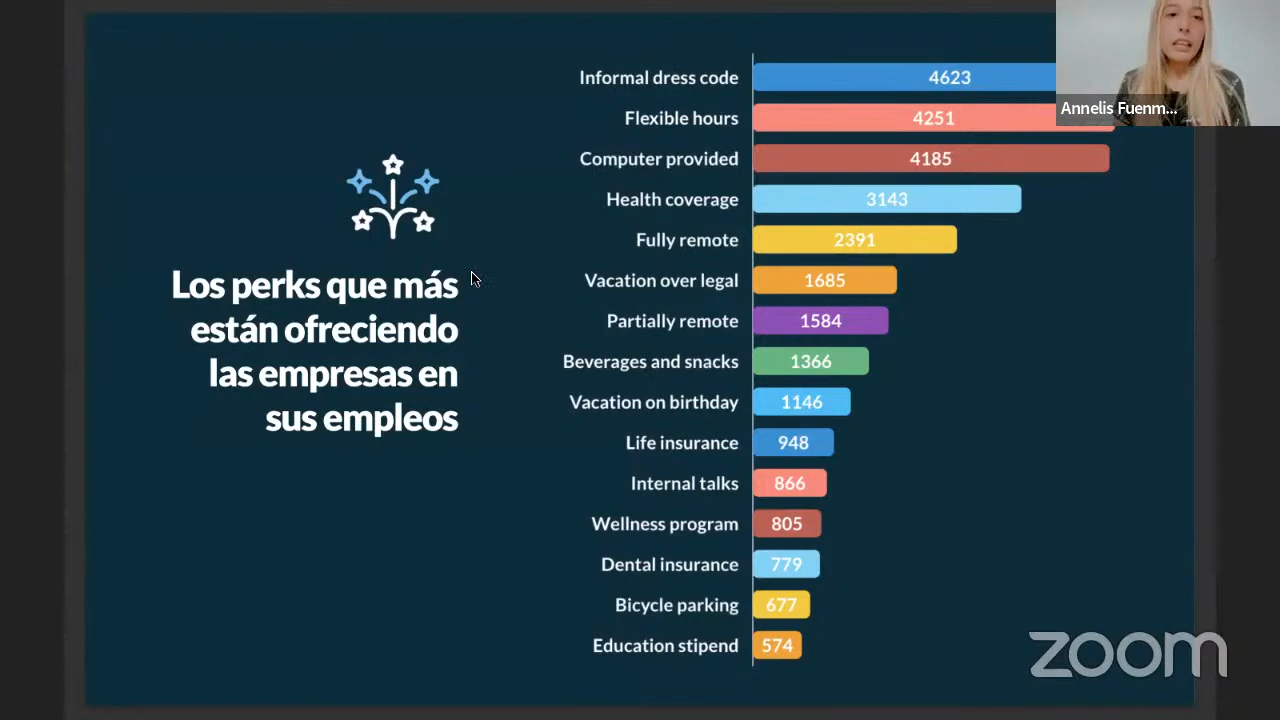 Los perks que más
están ofreciendo
las empresas en
sus empleos
Informal dress code 4623
Flexible hours 4251
Computer provided 4185
Health coverage 3143
Fully remote 2391
Vacation over legal 1685
Partially remote 1584
Beverages and snacks 1366
Vacation on birthday 1146
Life insurance 948
Internal talks 866
Wellness program 805
Dental insurance 779
Bicycle parking 677
Education stipend 574
Annelis Fuenm...
zoom